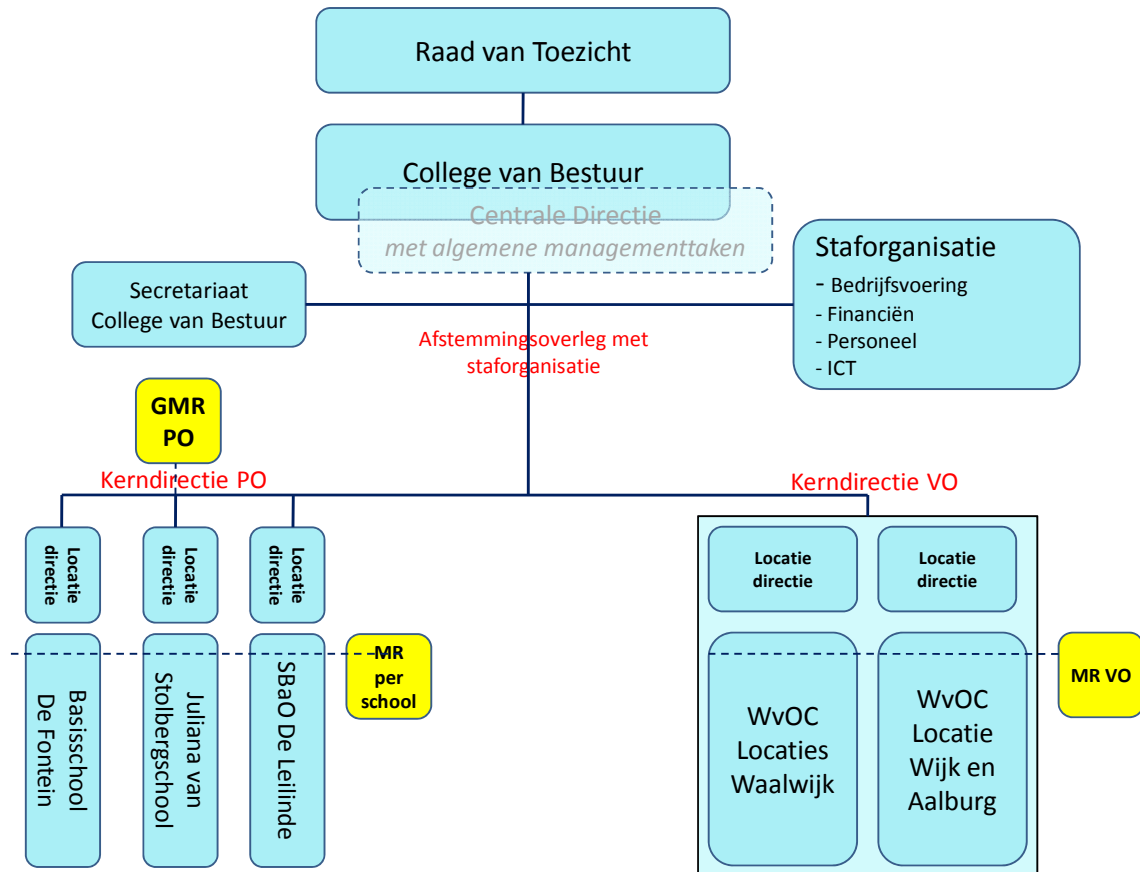 Raad van Toezicht
College van Bestuur
Centrale Directie
met algemene managementtaken
Staforganisatie
- Bedrijfsvoering
- Financiën
- Personeel
- ICT
Secretariaat
College van Bestuur
Afstemmingsoverleg met
staforganisatie
GMR
PO
Kerndirectie PO
Kerndirectie VO
Locatie
directie
Locatie
directie
Locatie
directie
Locatie
directie
Locatie
directie
Basisschool
De Fontein
Juliana van
Stolbergschool
SBaO De Leilinde
MR
per
school
WvOC
Locaties
Waalwijk
WvOC
Locatie
Wijk en
Aalburg
MR VO